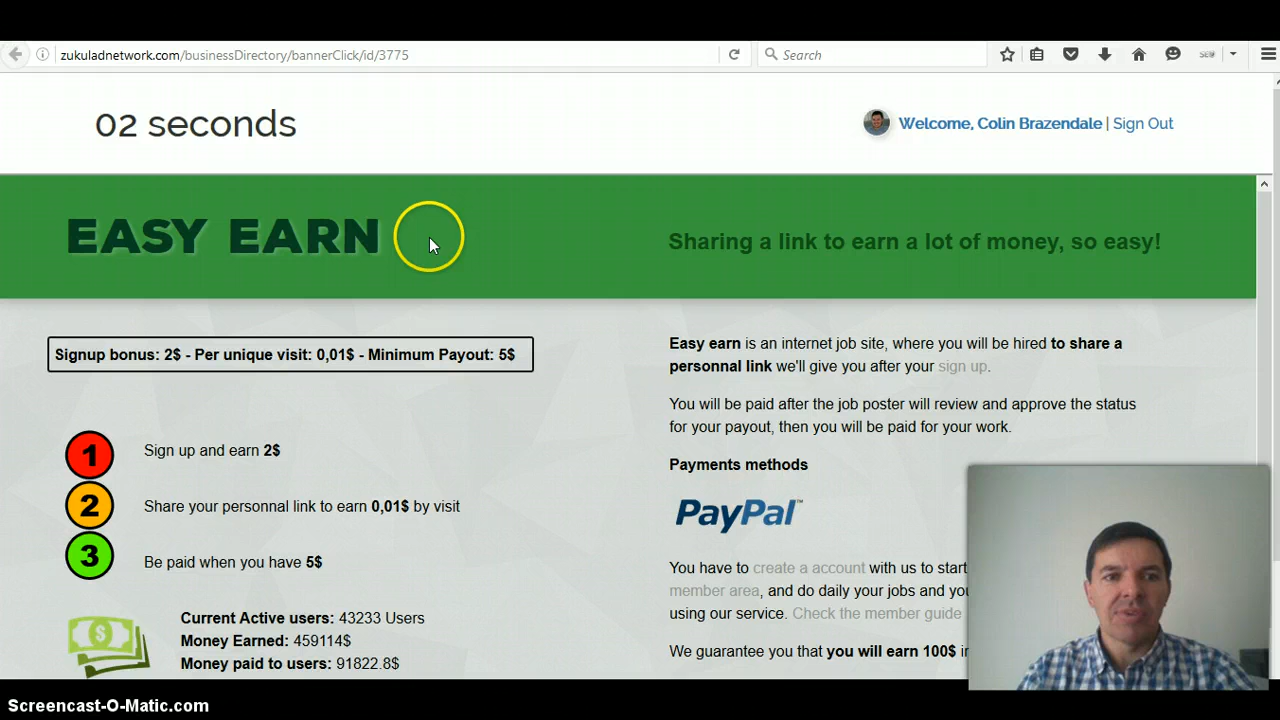 zukuladnetwork.com/businessDirectory/bannerClick/id/3775
Search
02 seconds
Welcome, Colin Brazendale | Sign Out
EASY EARN
Sharing a link to earn a lot of money, so easy!
Signup bonus: 2$ - Per unique visit: 0,01$ - Minimum Payout: 5$
1 Sign up and earn 2$
2 Share your personnal link to earn 0,01$ by visit
3 Be paid when you have 5$
Current Active users: 43233 Users
Money Earned: 459114$
Money paid to users: 91822.8$
Easy earn is an internet job site, where you will be hired to share a
personnal link we'll give you after your sign up.
You will be paid after the job poster will review and approve the status
for your payout, then you will be paid for your work.
Payments methods
PayPal™
You have to create a account with us to start
member area, and do daily your jobs and
using our service. Check the member guide
We guarantee you that you will earn 100$
Screencast-O-Matic.com